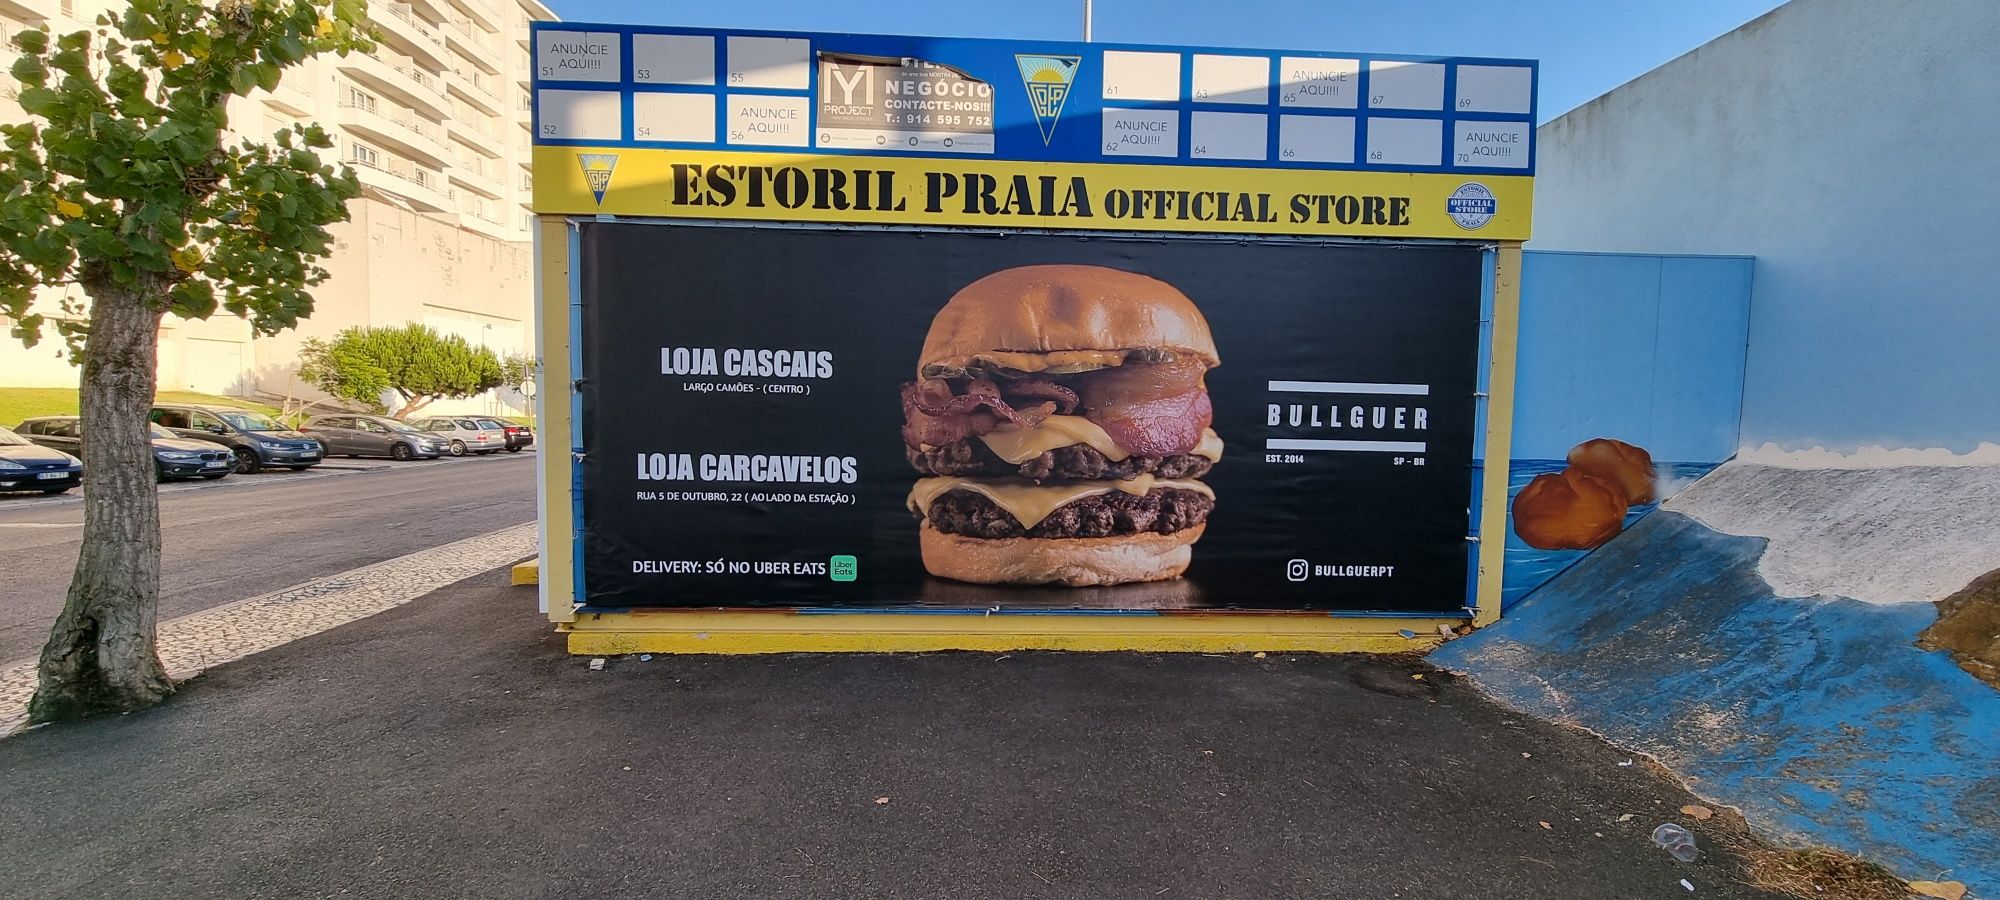 ANUNCIE
AQUI!!!
51
53
55
52
54
ANUNCIE
AQUI!!!
56
MY
PROJECT
NEGÓCIO
CONTACTE-NOS!!!
T.: 914 595 752
61
63
ANUNCIE
AQUI!!!
65
67
69
ANUNCIE
AQUI!!!
62
64
66
68
ANUNCIE
AQUI!!!
70
ESTORIL PRAIA OFFICIAL STORE
ESTORIL
OFFICIAL
STORE
PRAIA
LOJA CASCAIS
LARGO CAMÕES - ( CENTRO )
LOJA CARCAVELOS
RUA 5 DE OUTUBRO, 22 ( AO LADO DA ESTAÇÃO )
DELIVERY: SÓ NO UBER EATS
Uber
Eats
BULLGUER
EST. 2014 SP - BR
BULLGUERPT